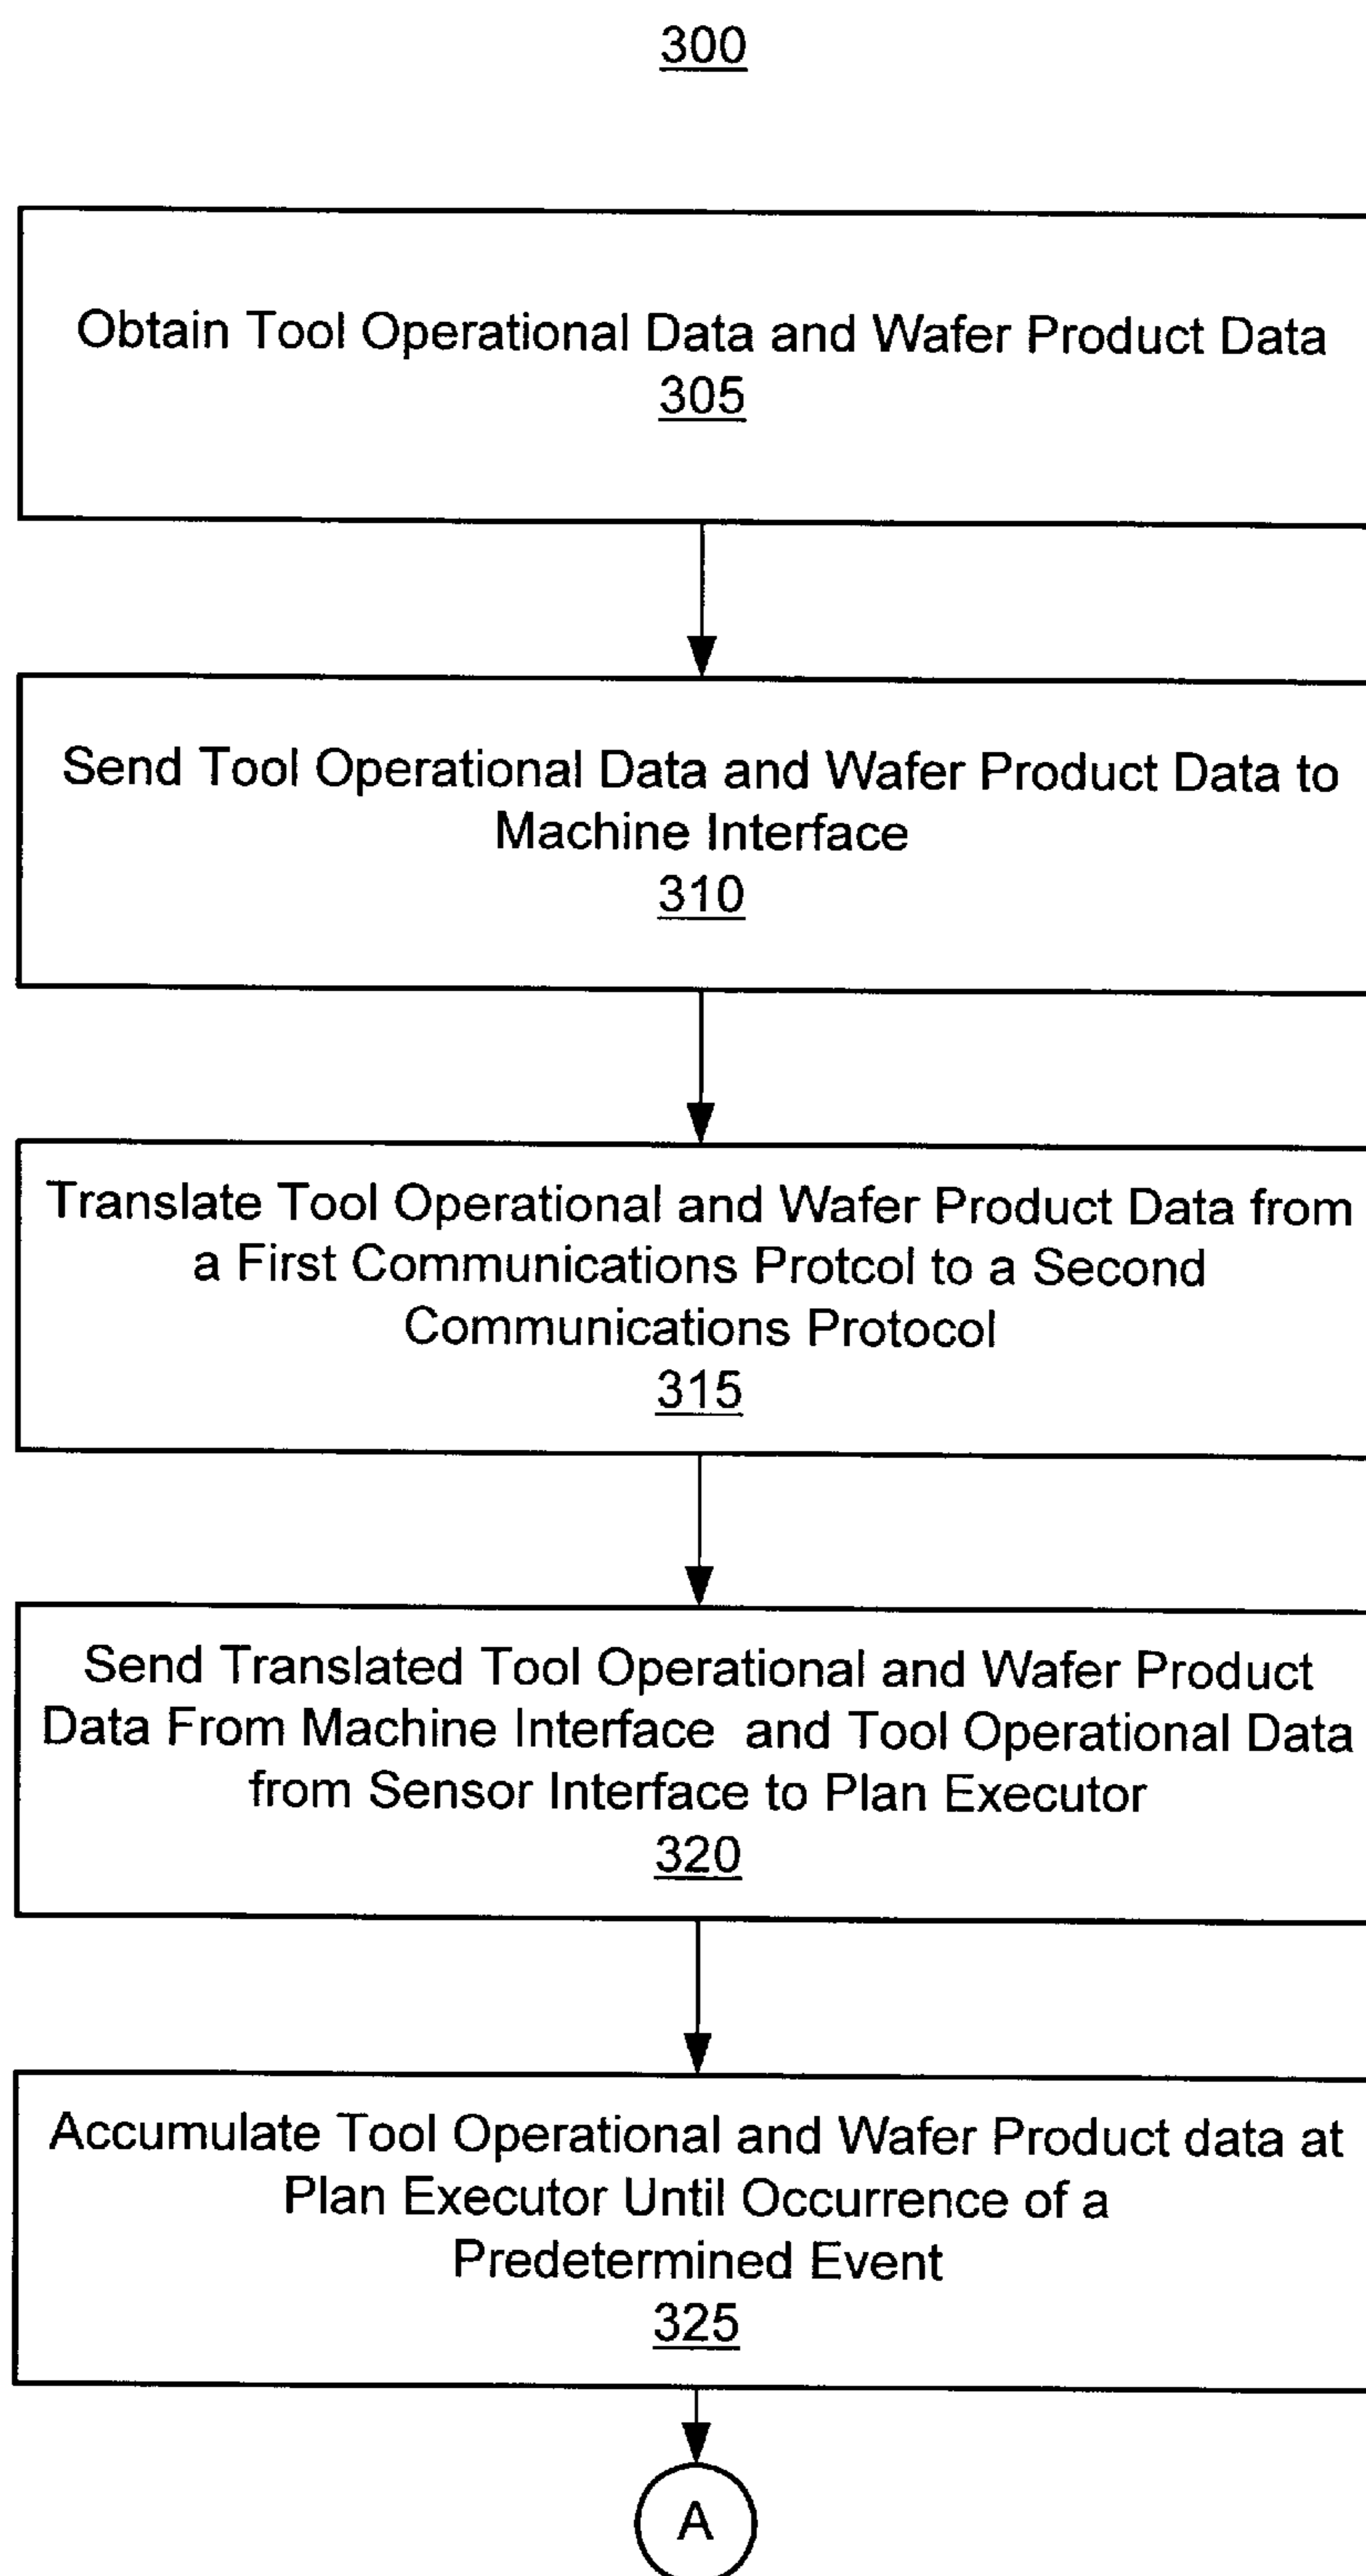 300
Obtain Tool Operational Data and Wafer Product Data
305
Send Tool Operational Data and Wafer Product Data to
Machine Interface
310
Translate Tool Operational and Wafer Product Data from
a First Communications Protcol to a Second
Communications Protocol
315
Send Translated Tool Operational and Wafer Product
Data From Machine Interface and Tool Operational Data
from Sensor Interface to Plan Executor
320
Accumulate Tool Operational and Wafer Product data at
Plan Executor Until Occurrence of a
Predetermined Event
325
A